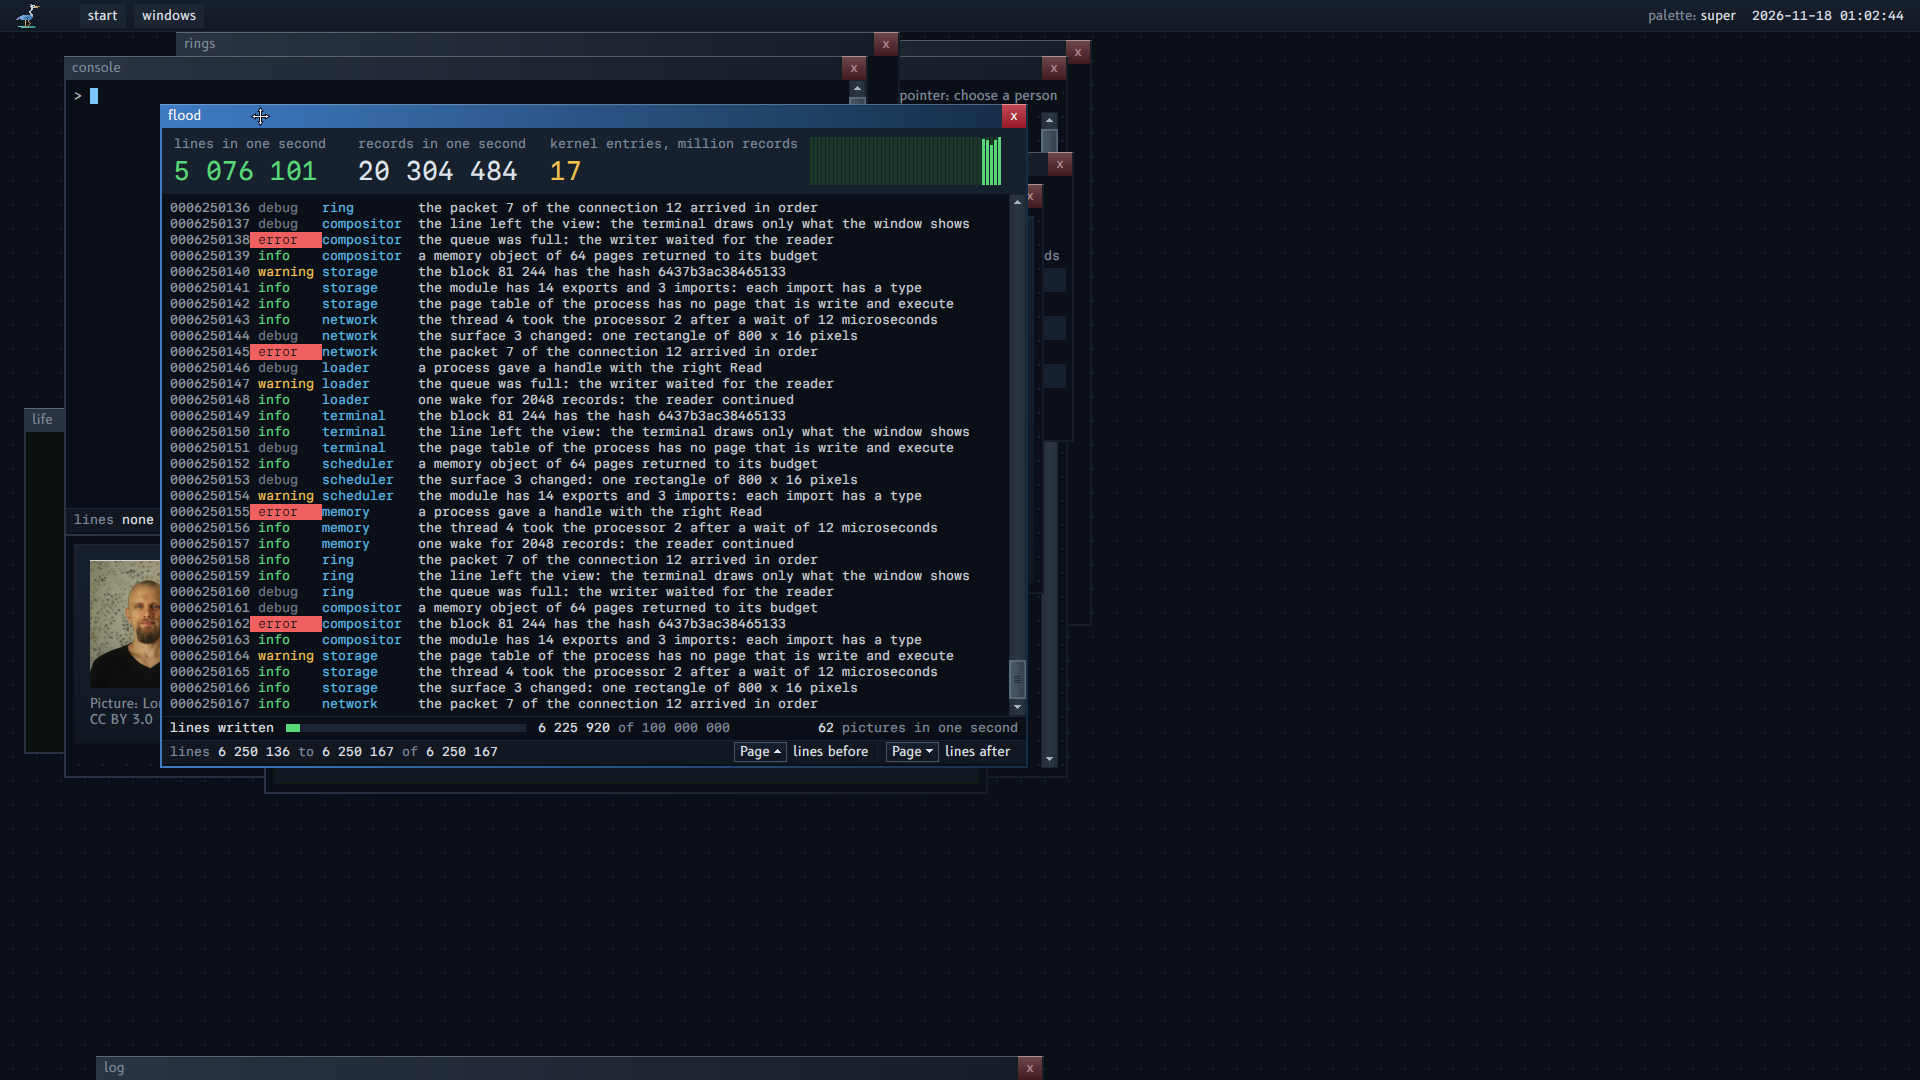 start windows palette: super 2026-11-18 01:02:44
rings x
x
console x
x
> 
pointer: choose a person
flood x
lines in one second records in one second kernel entries, million records
5 076 101 20 304 484 17
x
x
ds
0006250136 debug ring the packet 7 of the connection 12 arrived in order
0006250137 debug compositor the line left the view: the terminal draws only what the window shows
0006250138 error compositor the queue was full: the writer waited for the reader
0006250139 info compositor a memory object of 64 pages returned to its budget
0006250140 warning storage the block 81 244 has the hash 6437b3ac38465133
0006250141 info storage the module has 14 exports and 3 imports: each import has a type
0006250142 info storage the page table of the process has no page that is write and execute
0006250143 info network the thread 4 took the processor 2 after a wait of 12 microseconds
0006250144 debug network the surface 3 changed: one rectangle of 800 x 16 pixels
0006250145 error network the packet 7 of the connection 12 arrived in order
0006250146 debug loader a process gave a handle with the right Read
0006250147 warning loader the queue was full: the writer waited for the reader
0006250148 info loader one wake for 2048 records: the reader continued
0006250149 info terminal the block 81 244 has the hash 6437b3ac38465133
0006250150 info terminal the line left the view: the terminal draws only what the window shows
0006250151 debug terminal the page table of the process has no page that is write and execute
0006250152 info scheduler a memory object of 64 pages returned to its budget
0006250153 debug scheduler the surface 3 changed: one rectangle of 800 x 16 pixels
0006250154 warning scheduler the module has 14 exports and 3 imports: each import has a type
0006250155 error memory a process gave a handle with the right Read
0006250156 info memory the thread 4 took the processor 2 after a wait of 12 microseconds
0006250157 info memory one wake for 2048 records: the reader continued
0006250158 info ring the packet 7 of the connection 12 arrived in order
0006250159 info ring the line left the view: the terminal draws only what the window shows
0006250160 debug ring the queue was full: the writer waited for the reader
0006250161 debug compositor a memory object of 64 pages returned to its budget
0006250162 error compositor the block 81 244 has the hash 6437b3ac38465133
0006250163 info compositor the module has 14 exports and 3 imports: each import has a type
0006250164 warning storage the page table of the process has no page that is write and execute
0006250165 info storage the thread 4 took the processor 2 after a wait of 12 microseconds
0006250166 info storage the surface 3 changed: one rectangle of 800 x 16 pixels
0006250167 info network the packet 7 of the connection 12 arrived in order
lines written 6 225 920 of 100 000 000 62 pictures in one second
lines 6 250 136 to 6 250 167 of 6 250 167 Page lines before Page lines after
life
lines none
Picture: Lo
CC BY 3.0
log x